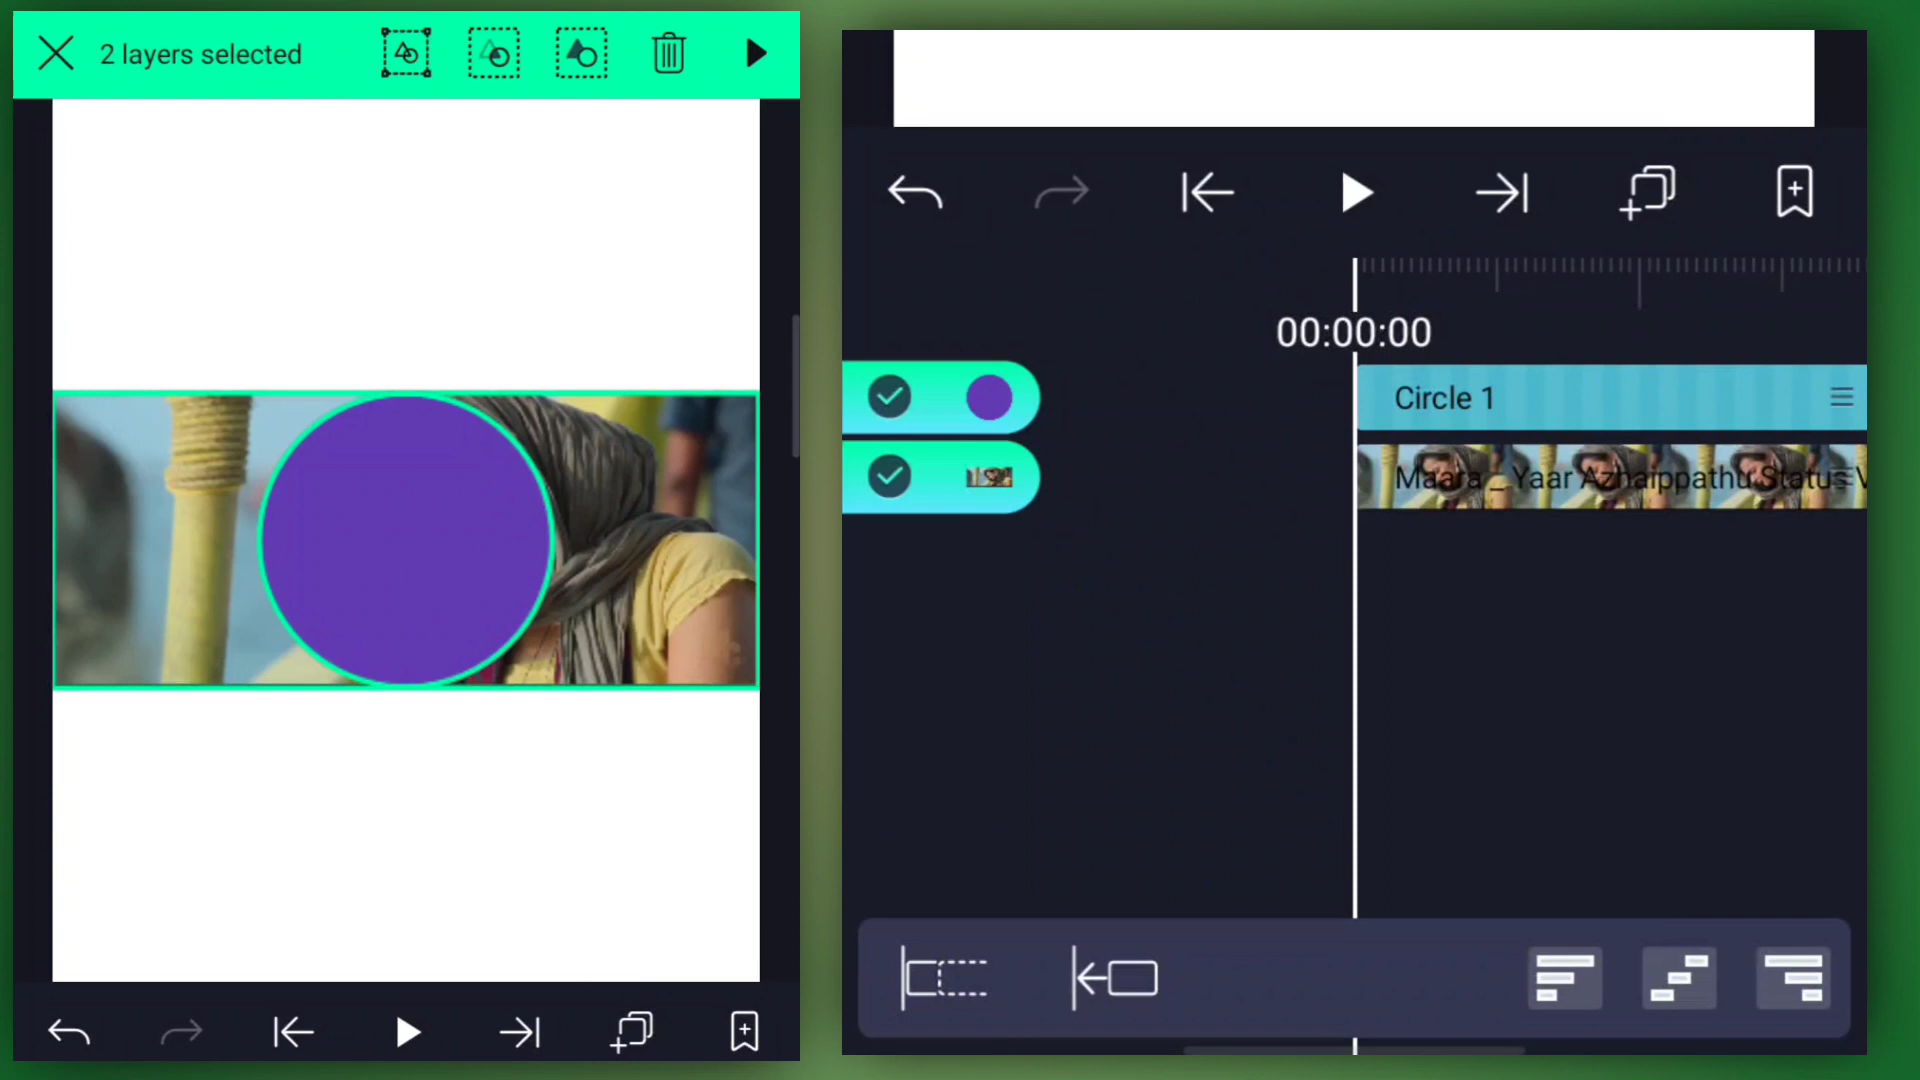 2 layers selected
00:00:00
Circle 1
Maara _ Yaar Azhaippathu Status V